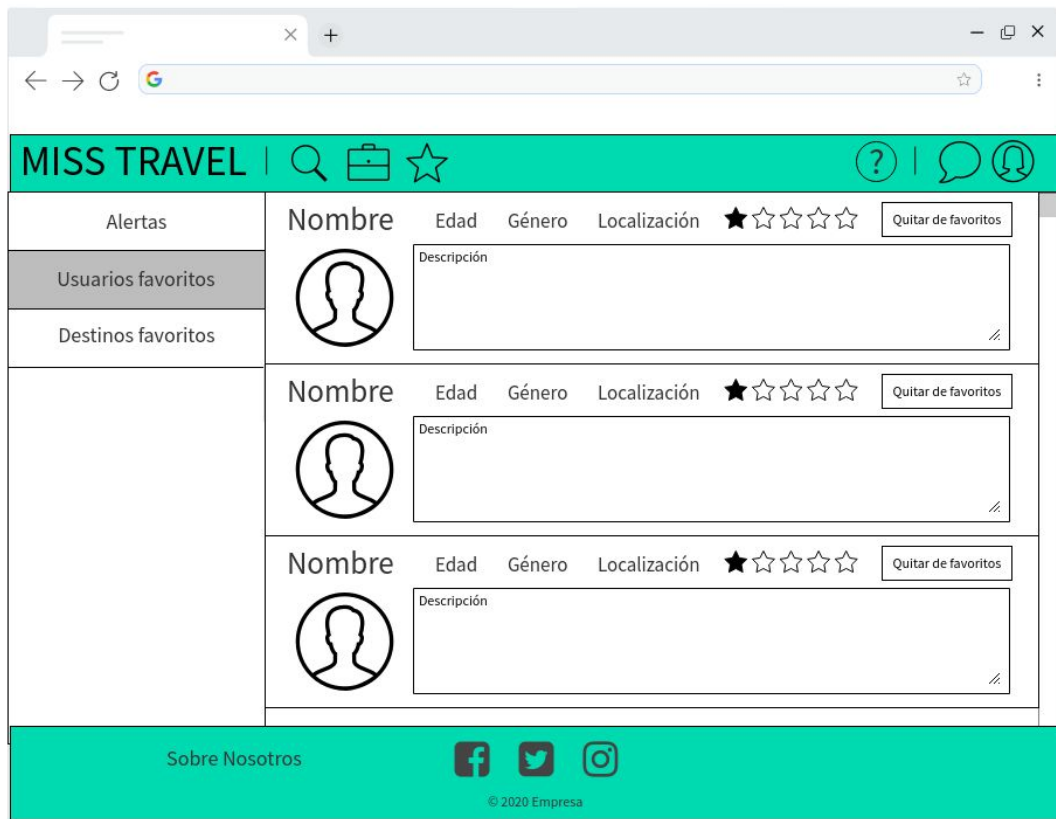 MISS TRAVEL
?
Alertas
Usuarios favoritos
Destinos favoritos
Nombre Edad Género Localización Quitar de favoritos
Descripción
Nombre Edad Género Localización Quitar de favoritos
Descripción
Nombre Edad Género Localización Quitar de favoritos
Descripción
Sobre Nosotros
© 2020 Empresa